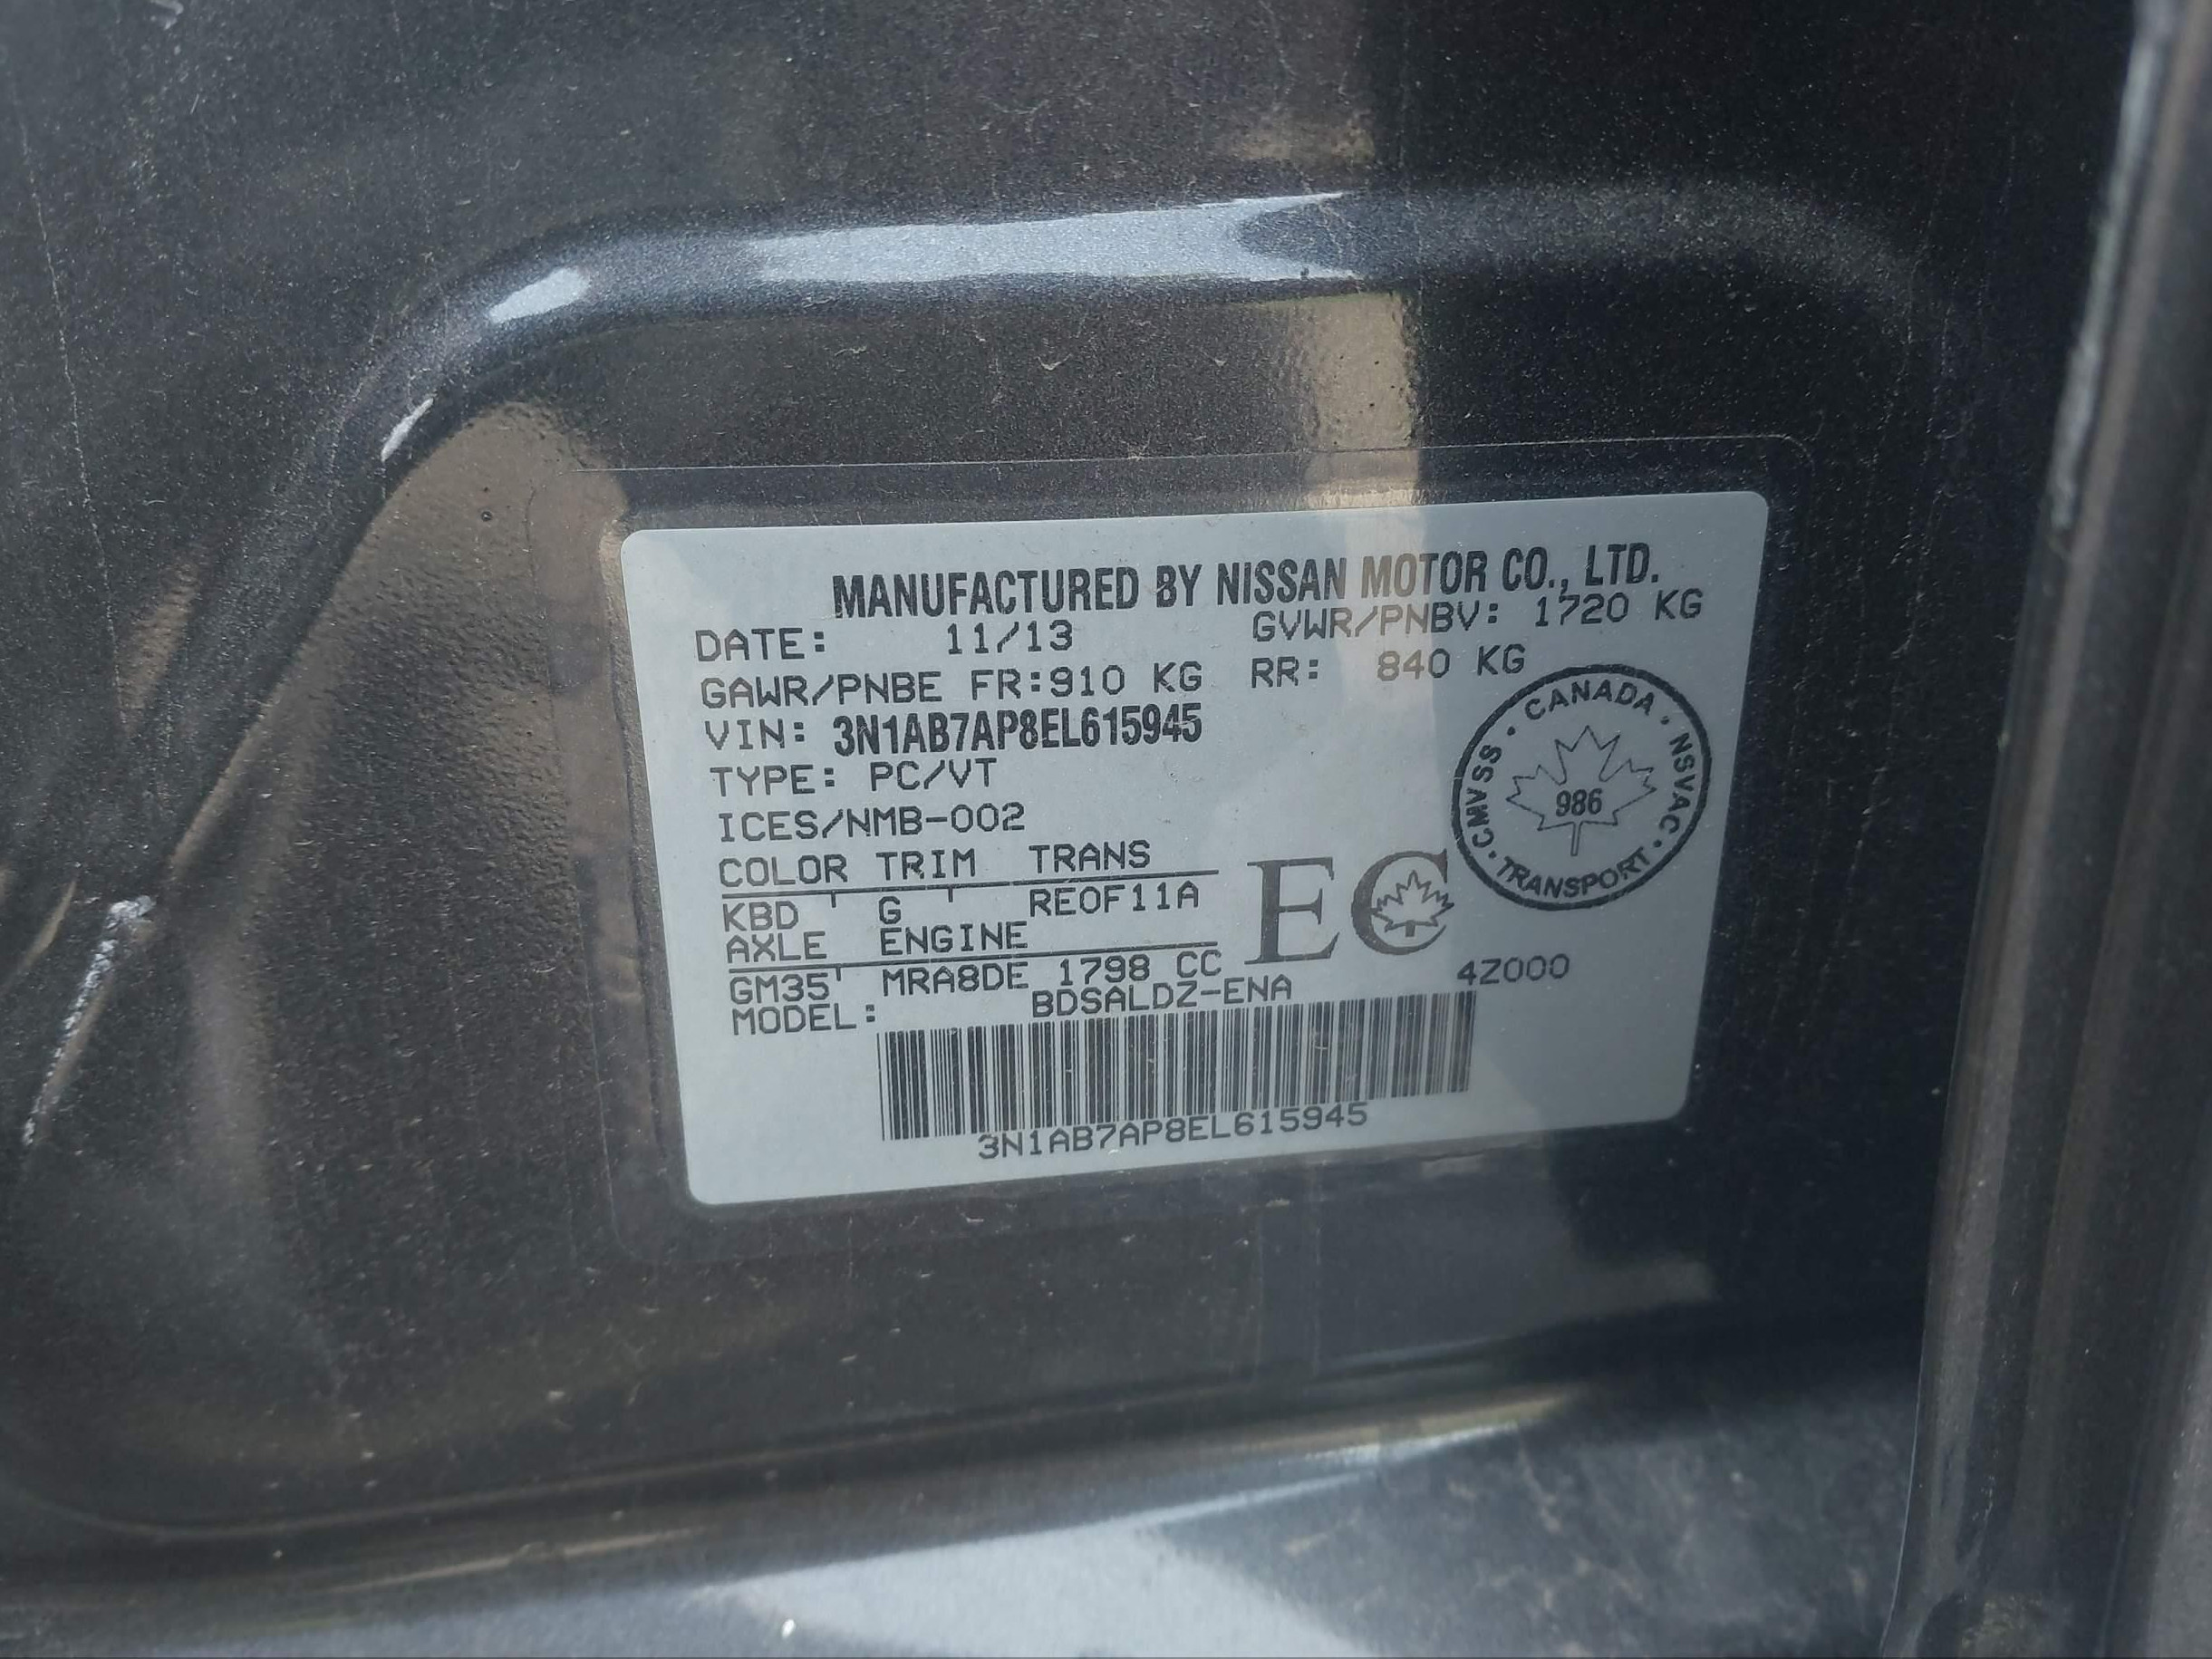 MANUFACTURED BY NISSAN MOTOR CO., LTD.
DATE: 11/13 GVWR/PNBV: 1720 KG
GAWR/PNBE FR:910 KG RR: 840 KG
VIN: 3N1AB7AP8EL615945
TYPE: PC/VT
ICES/NMB-002
COLOR TRIM TRANS
KBD G RE0F11A
AXLE ENGINE
GM35 MRA8DE 1798 CC
MODEL: BDSALDZ-ENA 4Z000
3N1AB7AP8EL615945
EC
CMVSS · CANADA · NSVAC · TRANSPORT
986